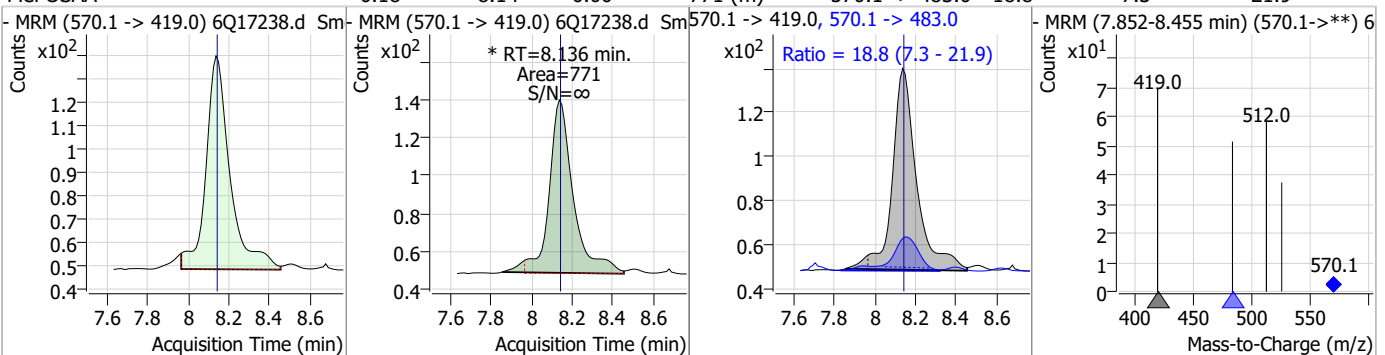 - MRM (570.1 -> 419.0) 6Q17238.d Sm
Counts
x10²
1.2
1.1
1
0.9
0.8
0.7
0.6
0.5
0.4
7.6 7.8 8 8.2 8.4 8.6
Acquisition Time (min)
- MRM (570.1 -> 419.0) 6Q17238.d Sm
Counts
x10²
* RT=8.136 min.
Area=771
S/N=∞
1.4
1.2
1
0.8
0.6
0.4
7.6 7.8 8 8.2 8.4 8.6
Acquisition Time (min)
570.1 -> 419.0, 570.1 -> 483.0
x10²
Ratio = 18.8 (7.3 - 21.9)
1.2
1
0.8
0.6
0.4
7.6 7.8 8 8.2 8.4 8.6
Acquisition Time (min)
- MRM (7.852-8.455 min) (570.1->**) 6
Counts
x10¹
419.0
512.0
570.1
7
6
5
4
3
2
1
0
400 450 500 550
Mass-to-Charge (m/z)